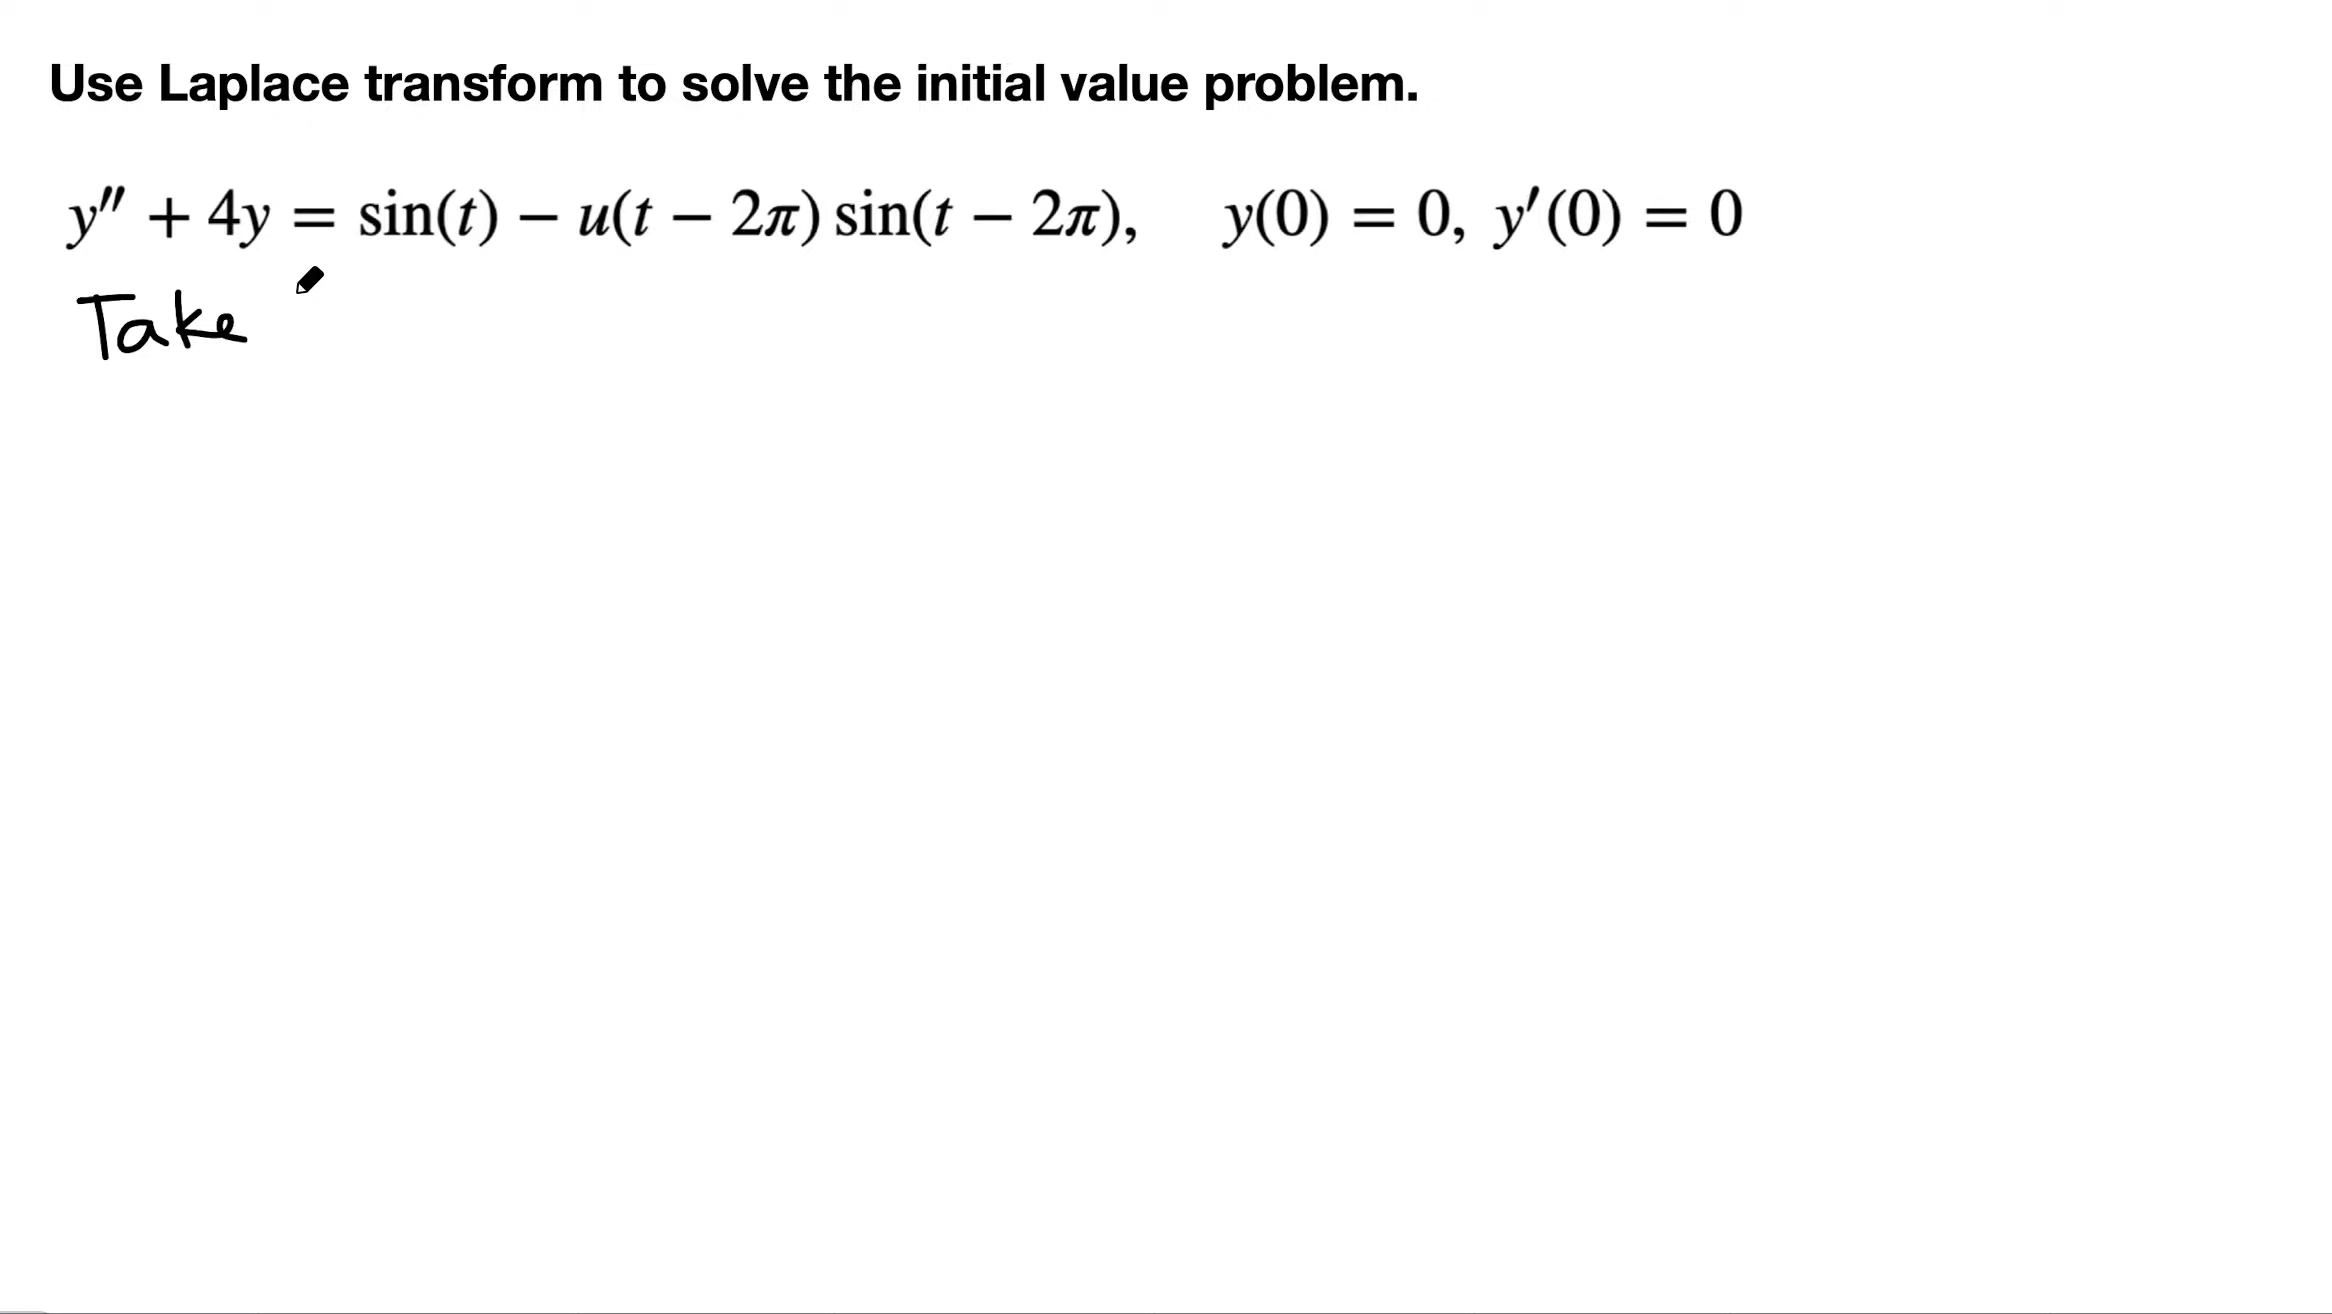 Use Laplace transform to solve the initial value problem.
y″ + 4y = sin(t) − u(t − 2π) sin(t − 2π), y(0) = 0, y′(0) = 0
Take